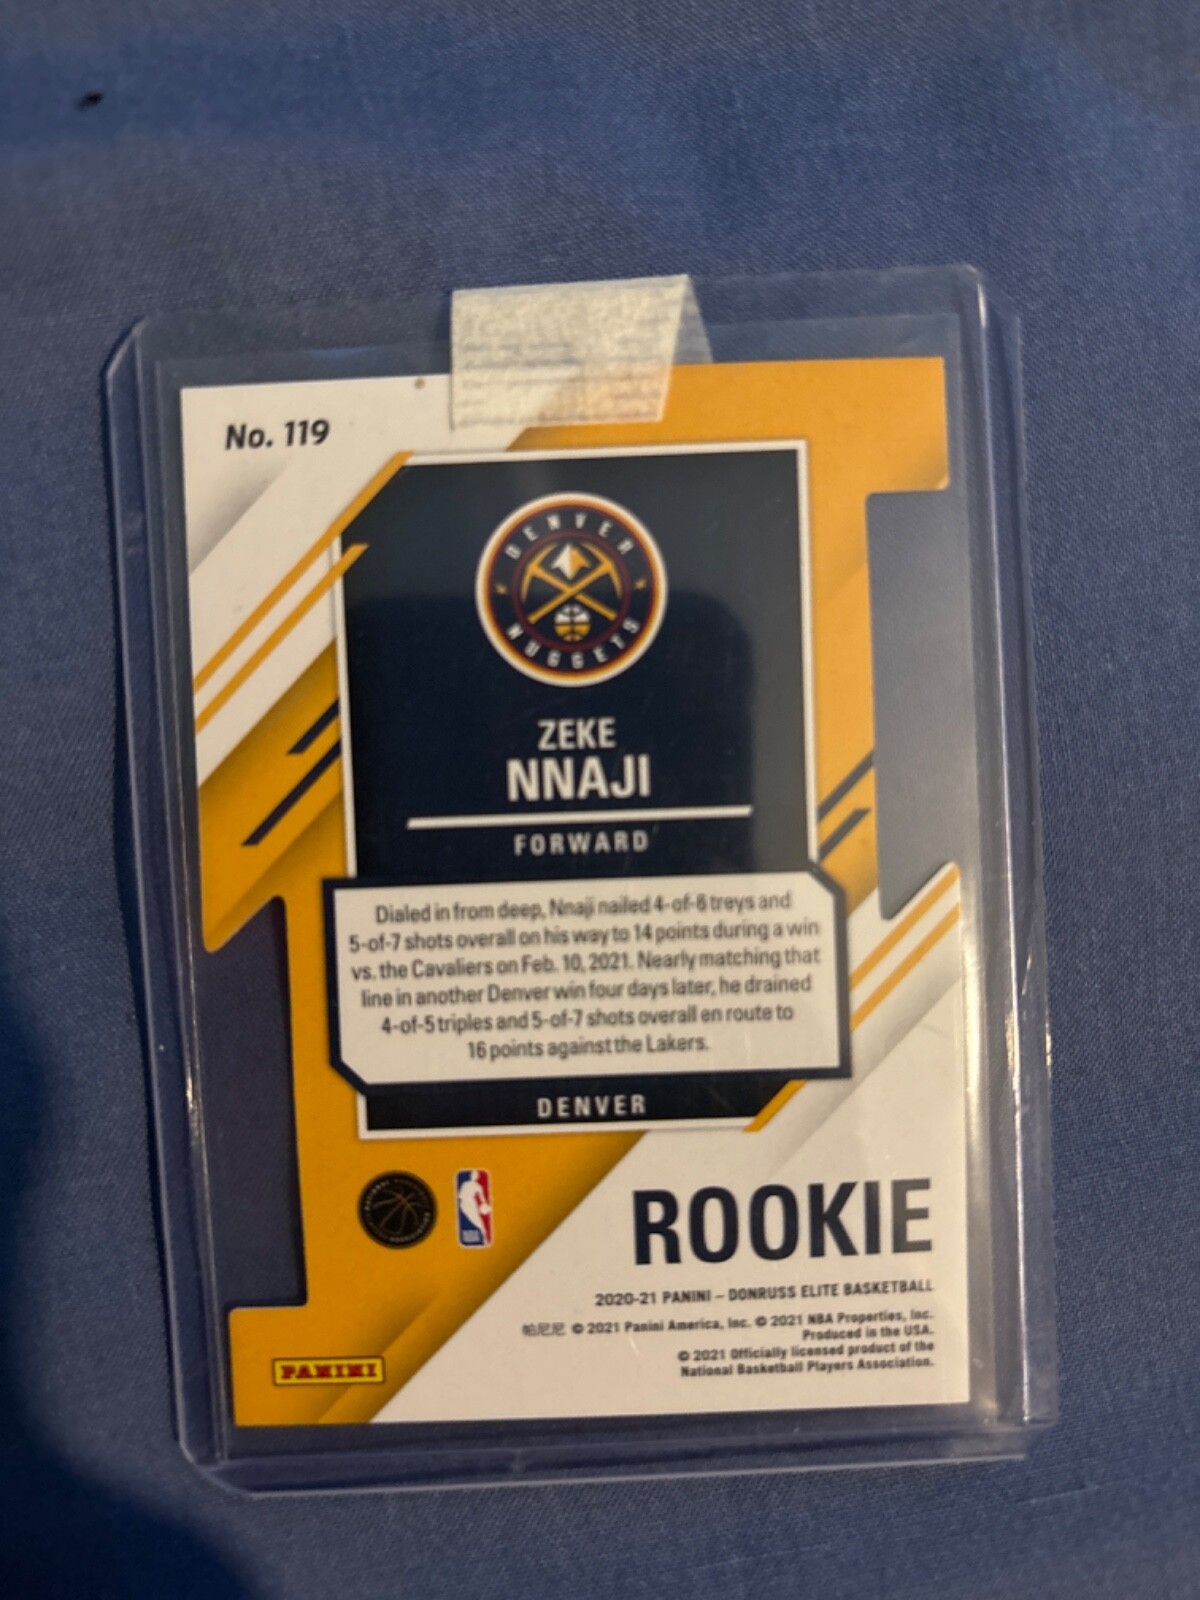 No. 119
DENVER
NUGGETS
ZEKE
NNAJI
FORWARD
Dialed in from deep, Nnaji nailed 4-of-6 treys and
5-of-7 shots overall on his way to 14 points during a win
vs. the Cavaliers on Feb. 10, 2021. Nearly matching that
line in another Denver win four days later, he drained
4-of-5 triples and 5-of-7 shots overall en route to
16 points against the Lakers.
DENVER
NBA
ROOKIE
2020-21 PANINI – DONRUSS ELITE BASKETBALL
帕尼尼 © 2021 Panini America, Inc. © 2021 NBA Properties, Inc.
Produced in the USA.
© 2021 Officially licensed product of the
National Basketball Players Association.
PANINI